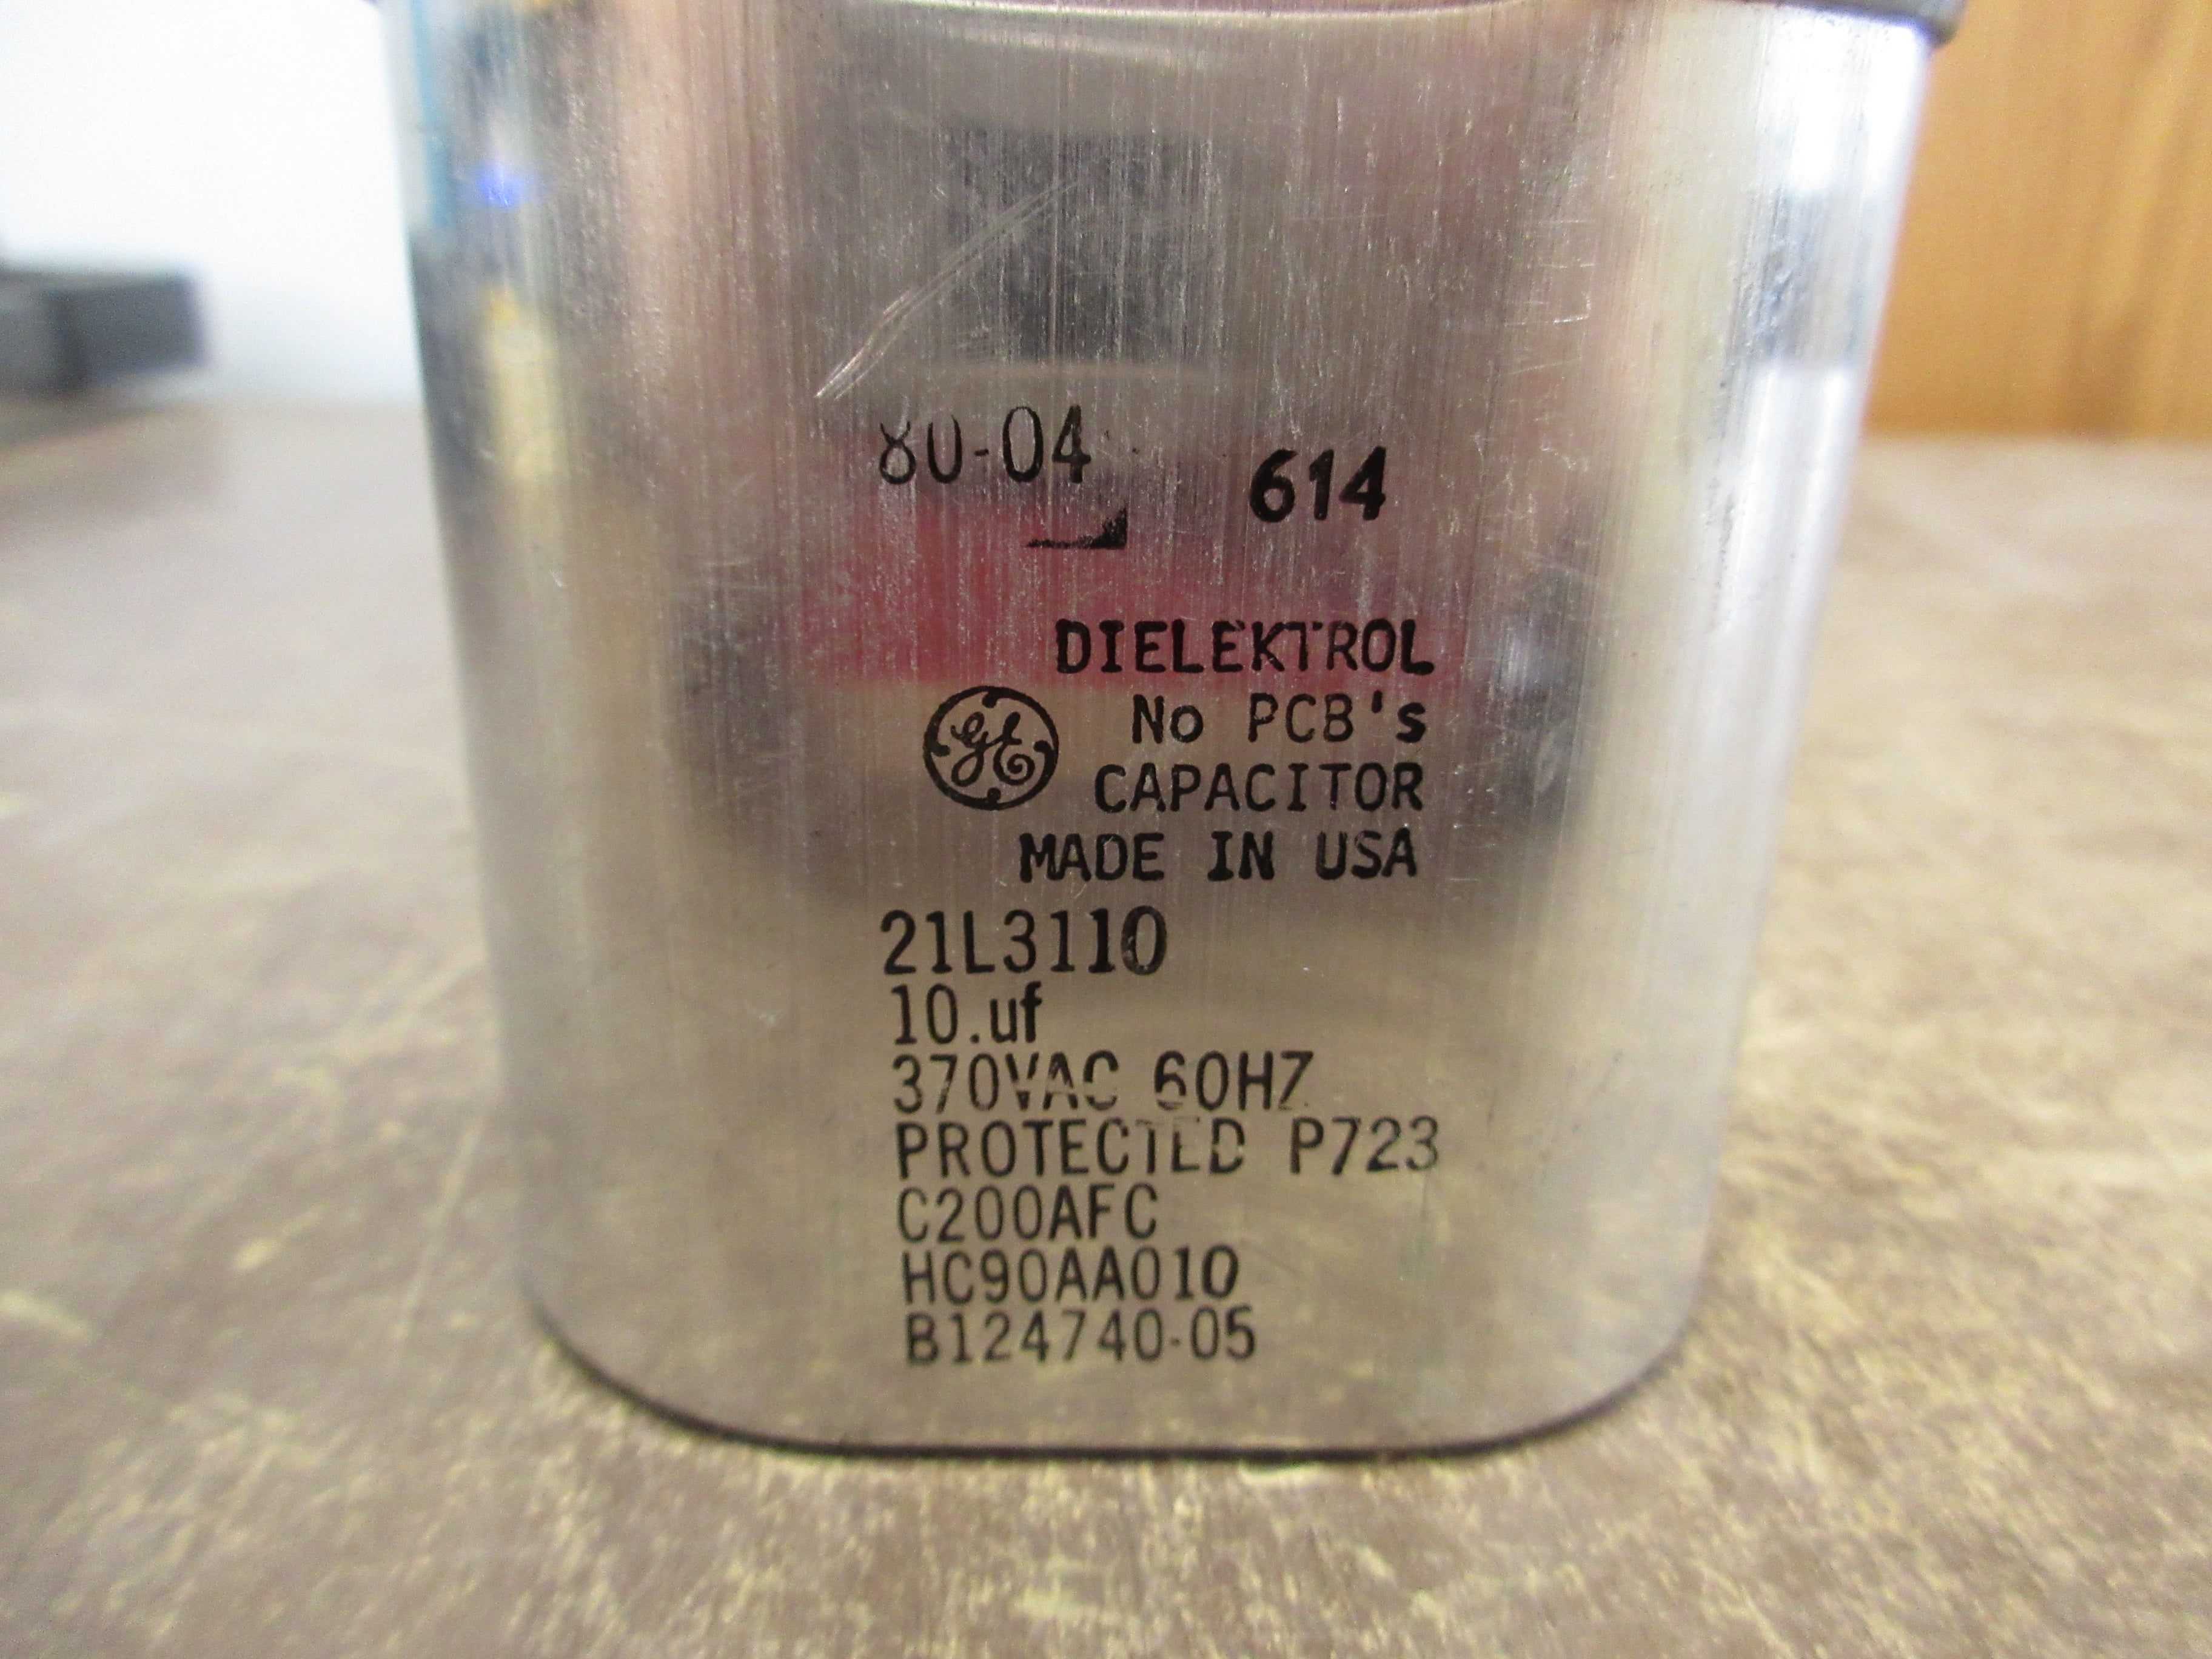 80-04
614
DIELEKTROL
GE
No PCB's
CAPACITOR
MADE IN USA
21L3110
10.uf
370VAC 60HZ
PROTECTED P723
C200AFC
HC90AA010
B124740-05